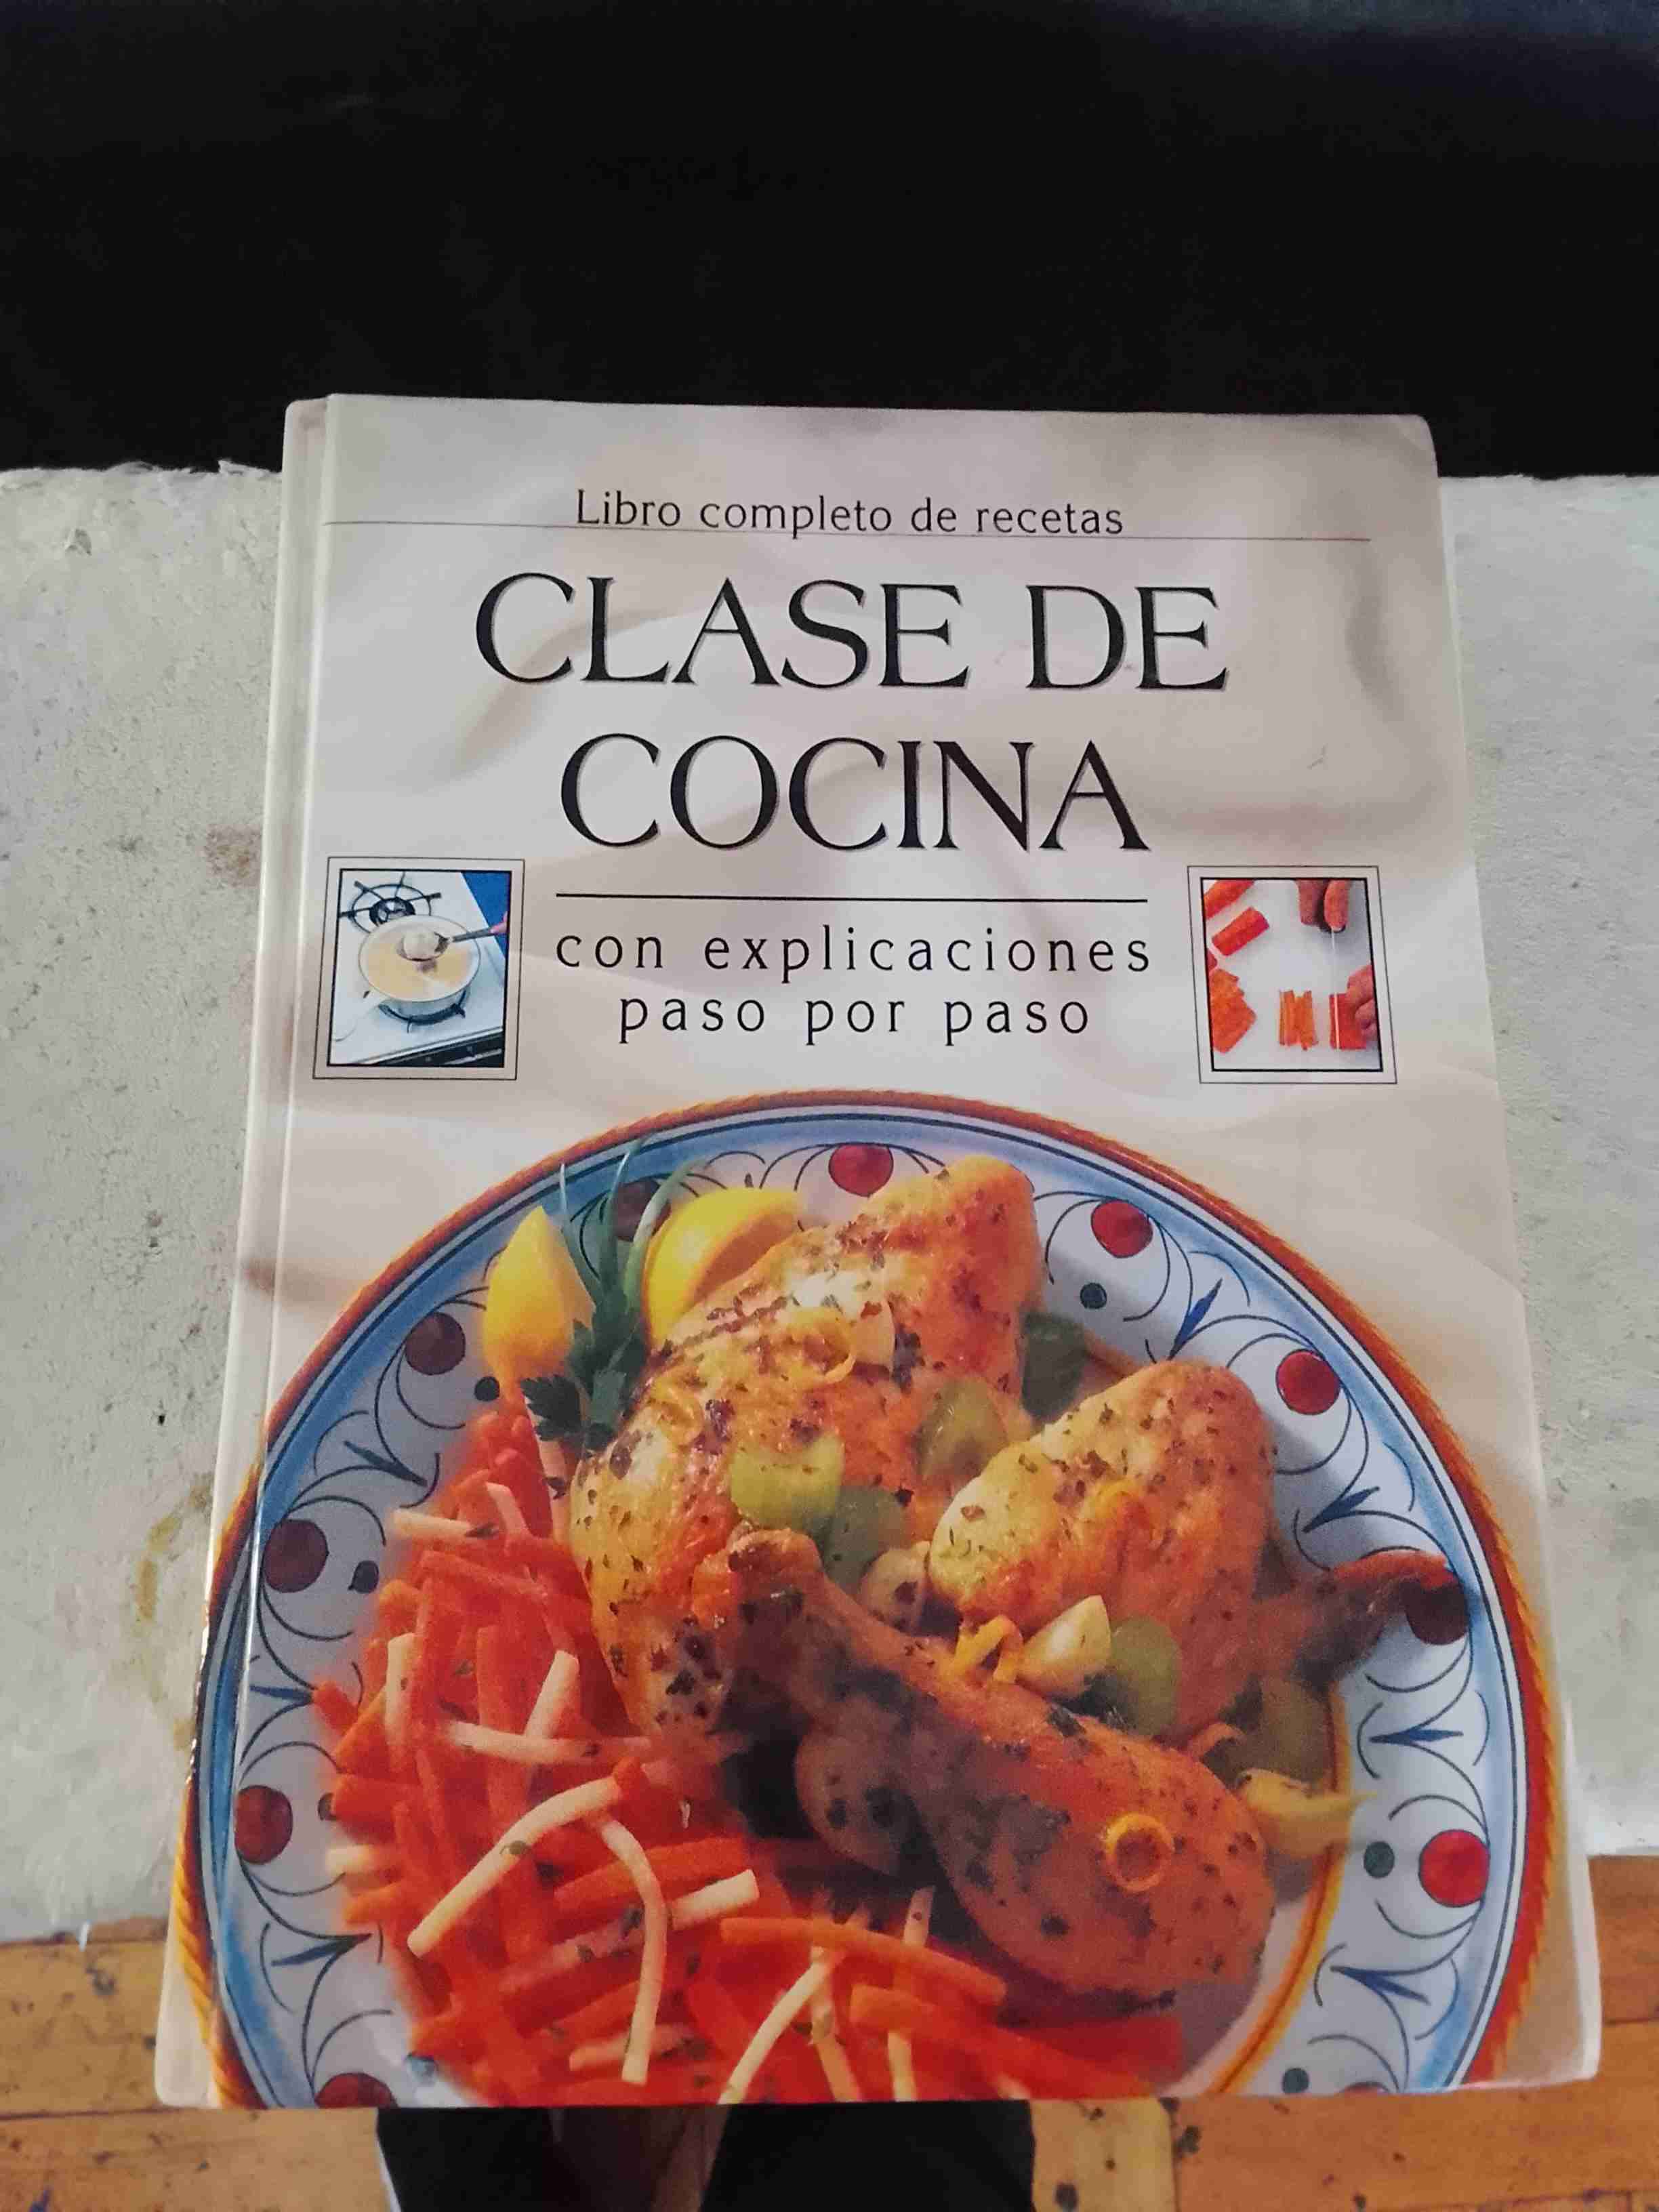 Libro completo de recetas
CLASE DE
COCINA
con explicaciones
paso por paso